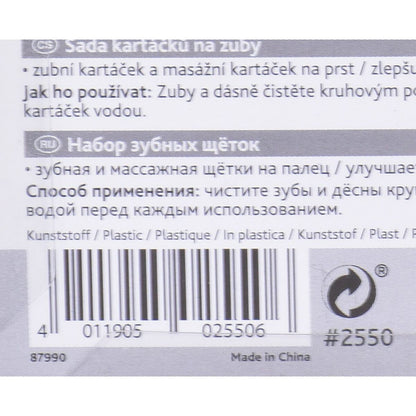 CS Sada kartáčků na zuby
· zubní kartáček a masážní kartáček na prst / zlepšu
Jak ho používat: Zuby a dásně čistěte kruhovým po
kartáček vodou.
RU Набор зубных щёток
· зубная и массажная щётки на палец / улучшает
Способ применения: чистите зубы и дёсны кру
водой перед каждым использованием.
Kunststoff / Plastic / Plastique / In plastica / Kunststof / Plast / P
4 011905 025506
®
#2550
87990 Made in China